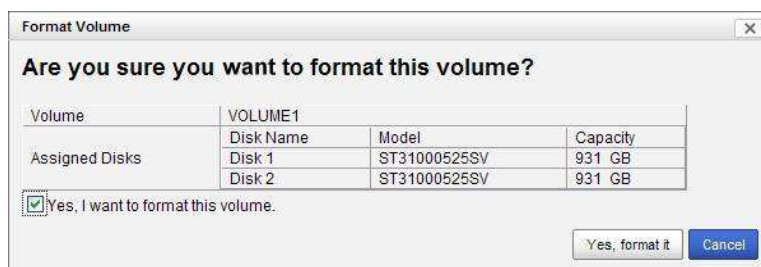 Format Volume
Are you sure you want to format this volume?
Volume VOLUME1
Assigned Disks
Disk Name Model Capacity
Disk 1 ST31000525SV 931 GB
Disk 2 ST31000525SV 931 GB
Yes, I want to format this volume.
Yes, format it Cancel